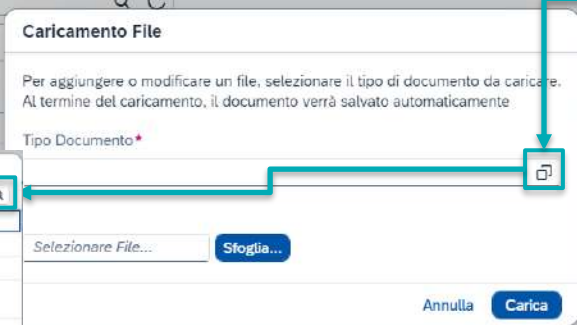 Caricamento File
Per aggiungere o modificare un file, selezionare il tipo di documento da caricare.
Al termine del caricamento, il documento verrà salvato automaticamente
Tipo Documento*
Selezionare File...
Sfoglia...
Annulla
Carica